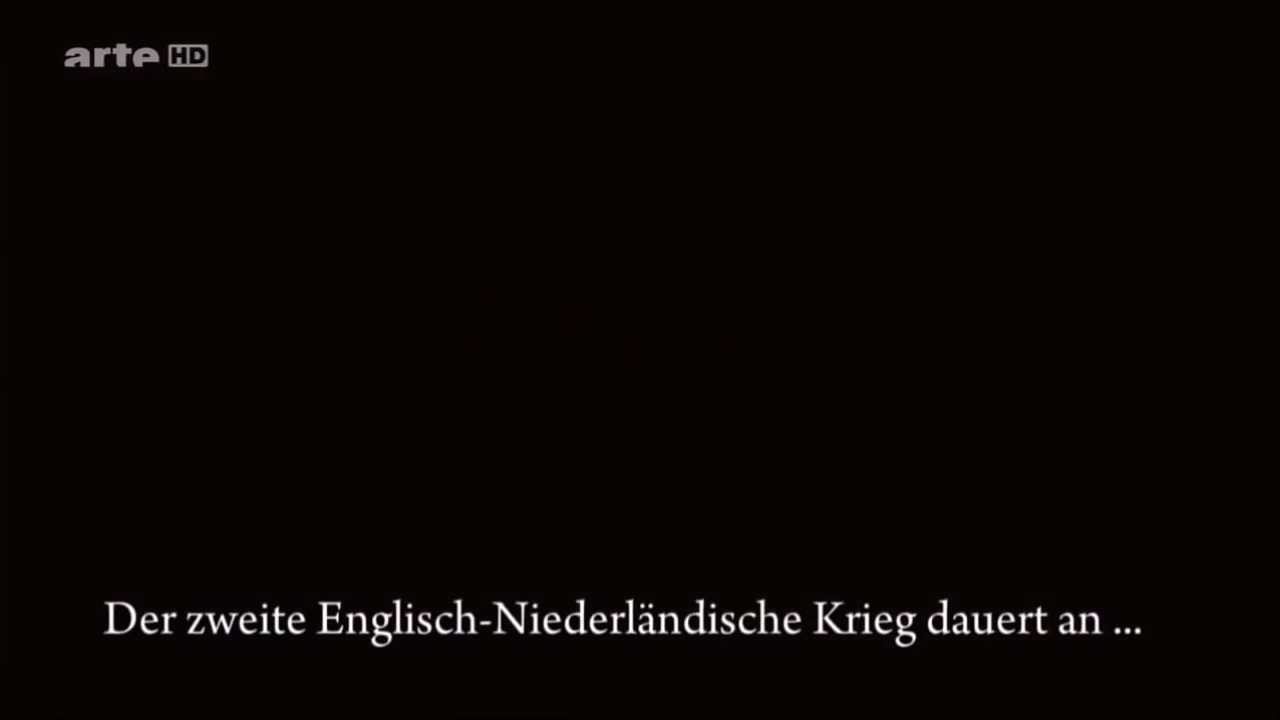 arte HD
Der zweite Englisch-Niederländische Krieg dauert an ...